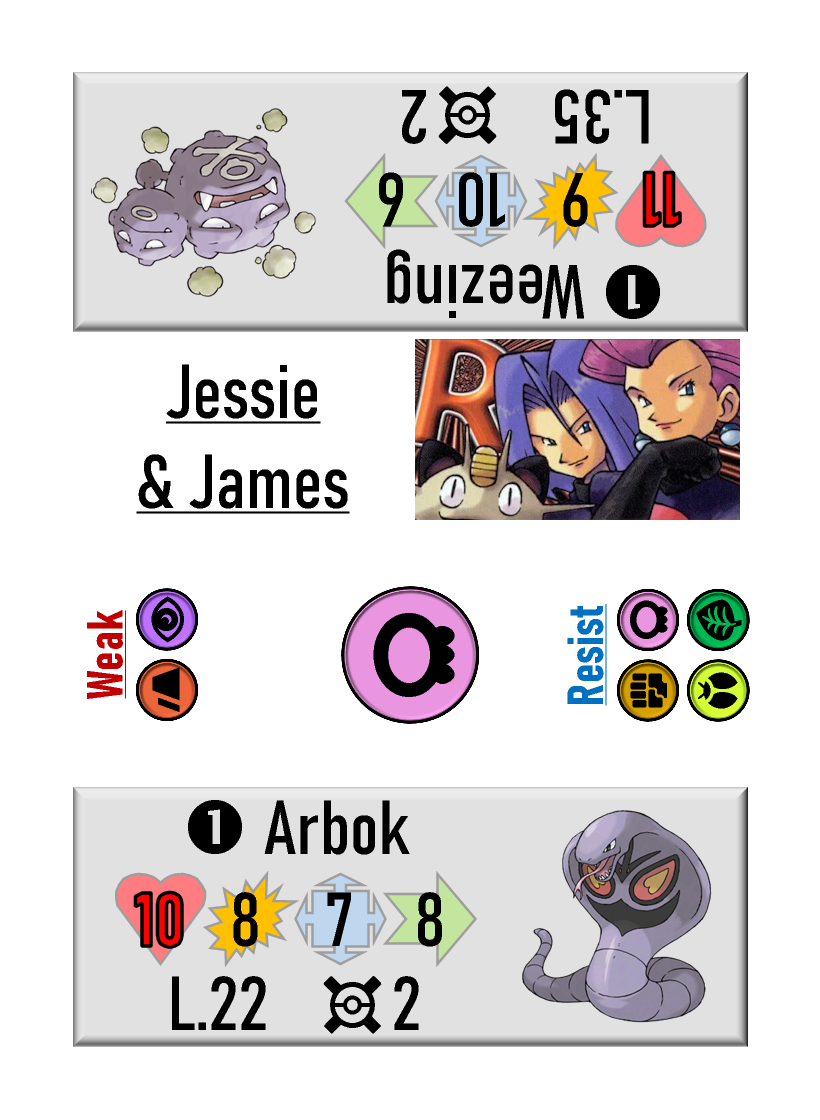 1 Weezing
11 9 10 6
L.35 2
Jessie
& James
R
Weak
Resist
1 Arbok
10 8 7 8
L.22 2